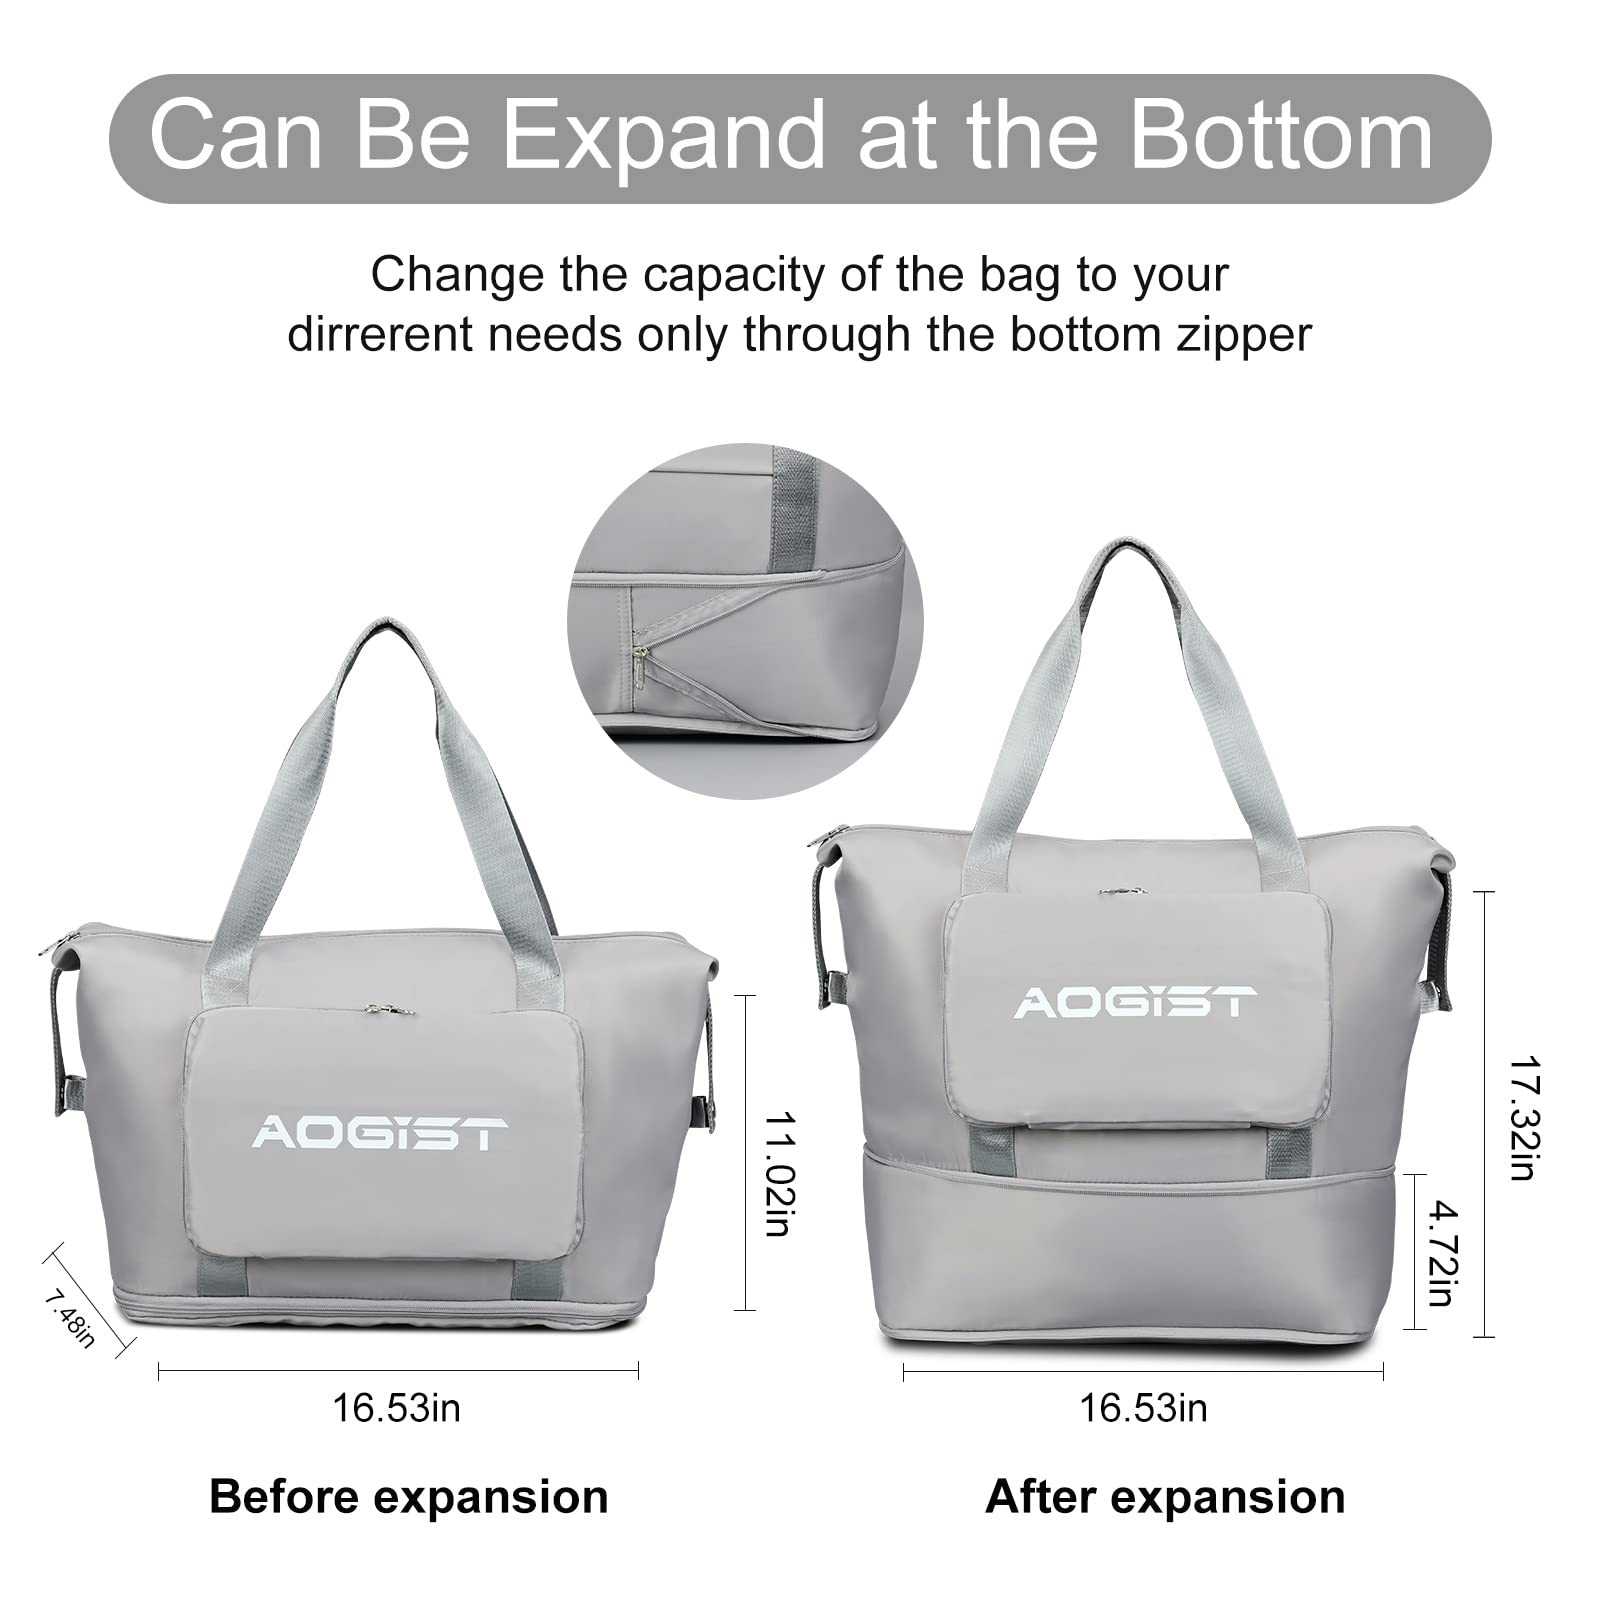 Can Be Expand at the Bottom
Change the capacity of the bag to your
dirrerent needs only through the bottom zipper
AOGIST
AOGIST
11.02in
17.32in
4.72in
7.48in
16.53in
16.53in
Before expansion
After expansion